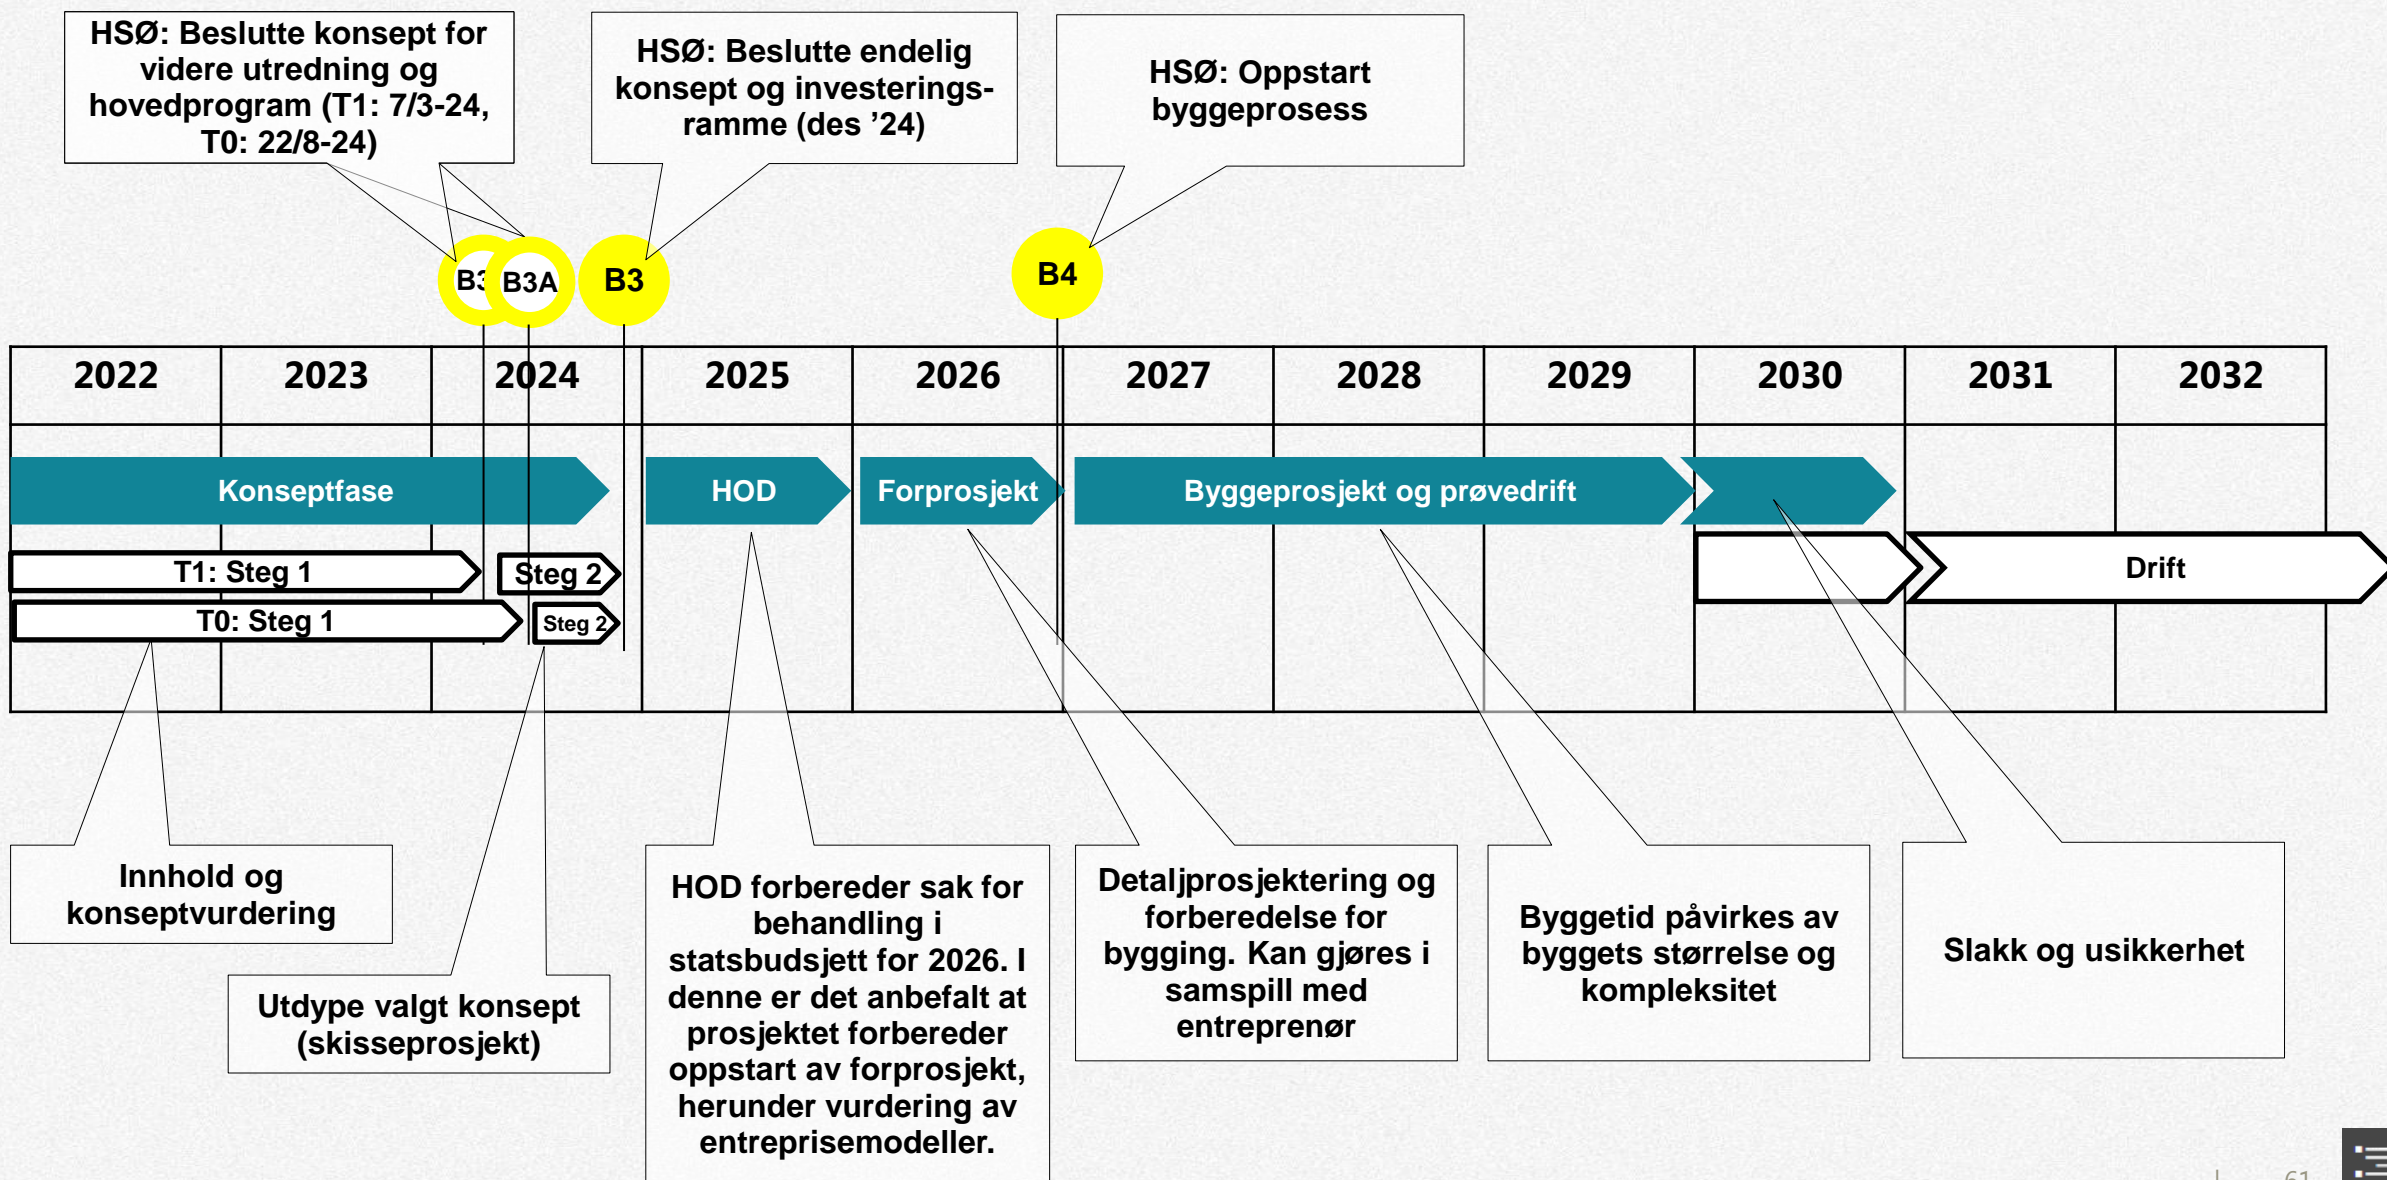 HSØ: Beslutte konsept for
videre utredning og
hovedprogram (T1: 7/3-24,
T0: 22/8-24)
HSØ: Beslutte endelig
konsept og investerings-
ramme (des ’24)
HSØ: Oppstart
byggeprosess
B3
B3A
B3
B4
2022
2023
2024
2025
2026
2027
2028
2029
2030
2031
2032
Konseptfase
HOD
Forprosjekt
Byggeprosjekt og prøvedrift
T1: Steg 1
Steg 2
Drift
T0: Steg 1
Steg 2
Innhold og
konseptvurdering
Utdype valgt konsept
(skisseprosjekt)
HOD forbereder sak for
behandling i
statsbudsjett for 2026. I
denne er det anbefalt at
prosjektet forbereder
oppstart av forprosjekt,
herunder vurdering av
entreprisemodeller.
Detaljprosjektering og
forberedelse for
bygging. Kan gjøres i
samspill med
entreprenør
Byggetid påvirkes av
byggets størrelse og
kompleksitet
Slakk og usikkerhet
61